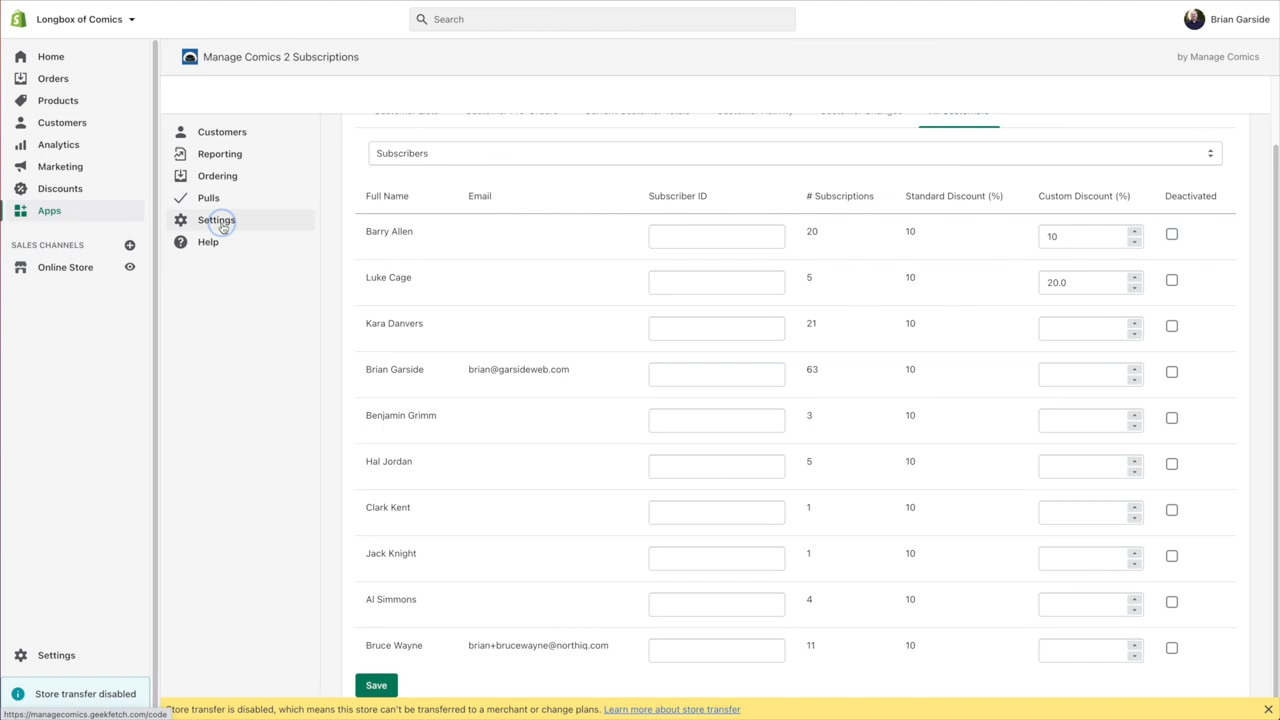 Longbox of Comics
Search
Brian Garside
Home
Orders
Products
Customers
Analytics
Marketing
Discounts
Apps
SALES CHANNELS
Online Store
Settings
Store transfer disabled
https://managecomics.geekfetch.com/code
Manage Comics 2 Subscriptions
by Manage Comics
Customers
Reporting
Ordering
Pulls
Settings
Help
Subscribers
Full Name Email Subscriber ID # Subscriptions Standard Discount (%) Custom Discount (%) Deactivated
Barry Allen 20 10 10
Luke Cage 5 10 20.0
Kara Danvers 21 10
Brian Garside brian@garsideweb.com 63 10
Benjamin Grimm 3 10
Hal Jordan 5 10
Clark Kent 1 10
Jack Knight 1 10
Al Simmons 4 10
Bruce Wayne brian+brucewayne@northiq.com 11 10
Save
Store transfer is disabled, which means this store can't be transferred to a merchant or change plans. Learn more about store transfer